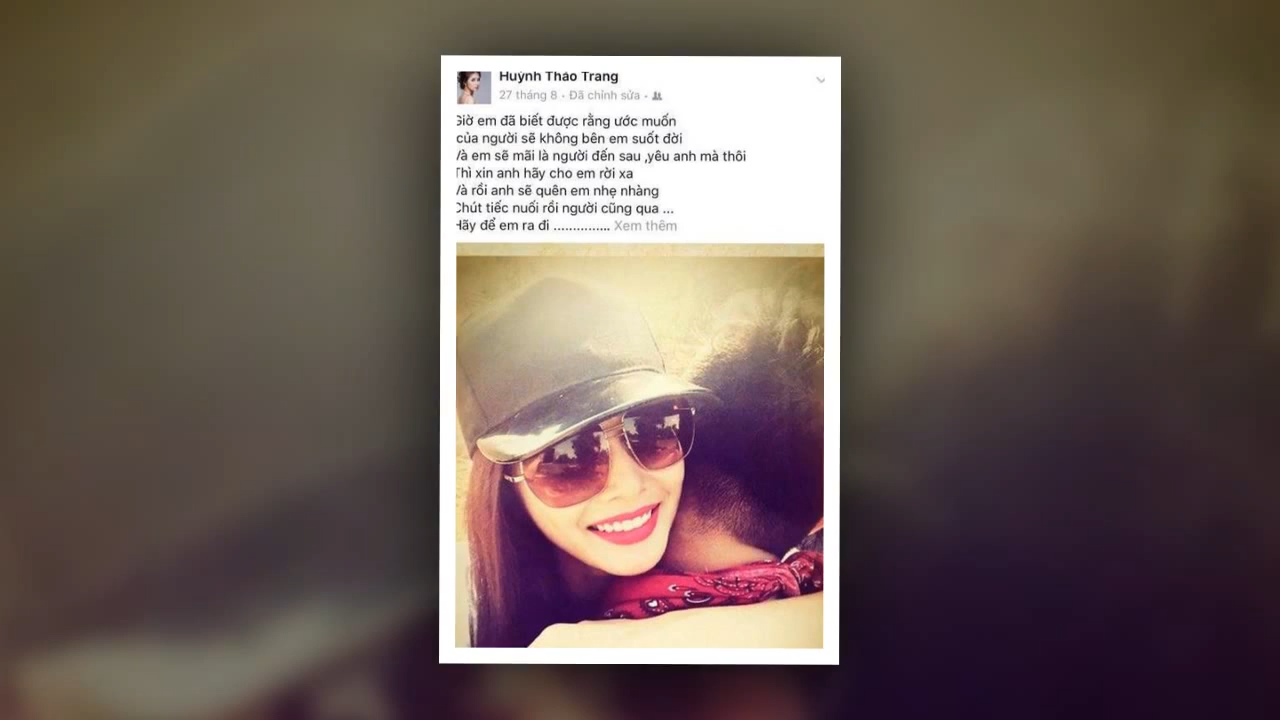 Huỳnh Thảo Trang
27 tháng 8 · Đã chỉnh sửa ·
Giờ em đã biết được rằng ước muốn
của người sẽ không bên em suốt đời
Và em sẽ mãi là người đến sau ,yêu anh mà thôi
Thì xin anh hãy cho em rời xa
Và rồi anh sẽ quên em nhẹ nhàng
Chút tiếc nuối rồi người cũng qua ...
Hãy để em ra đi ............... Xem thêm